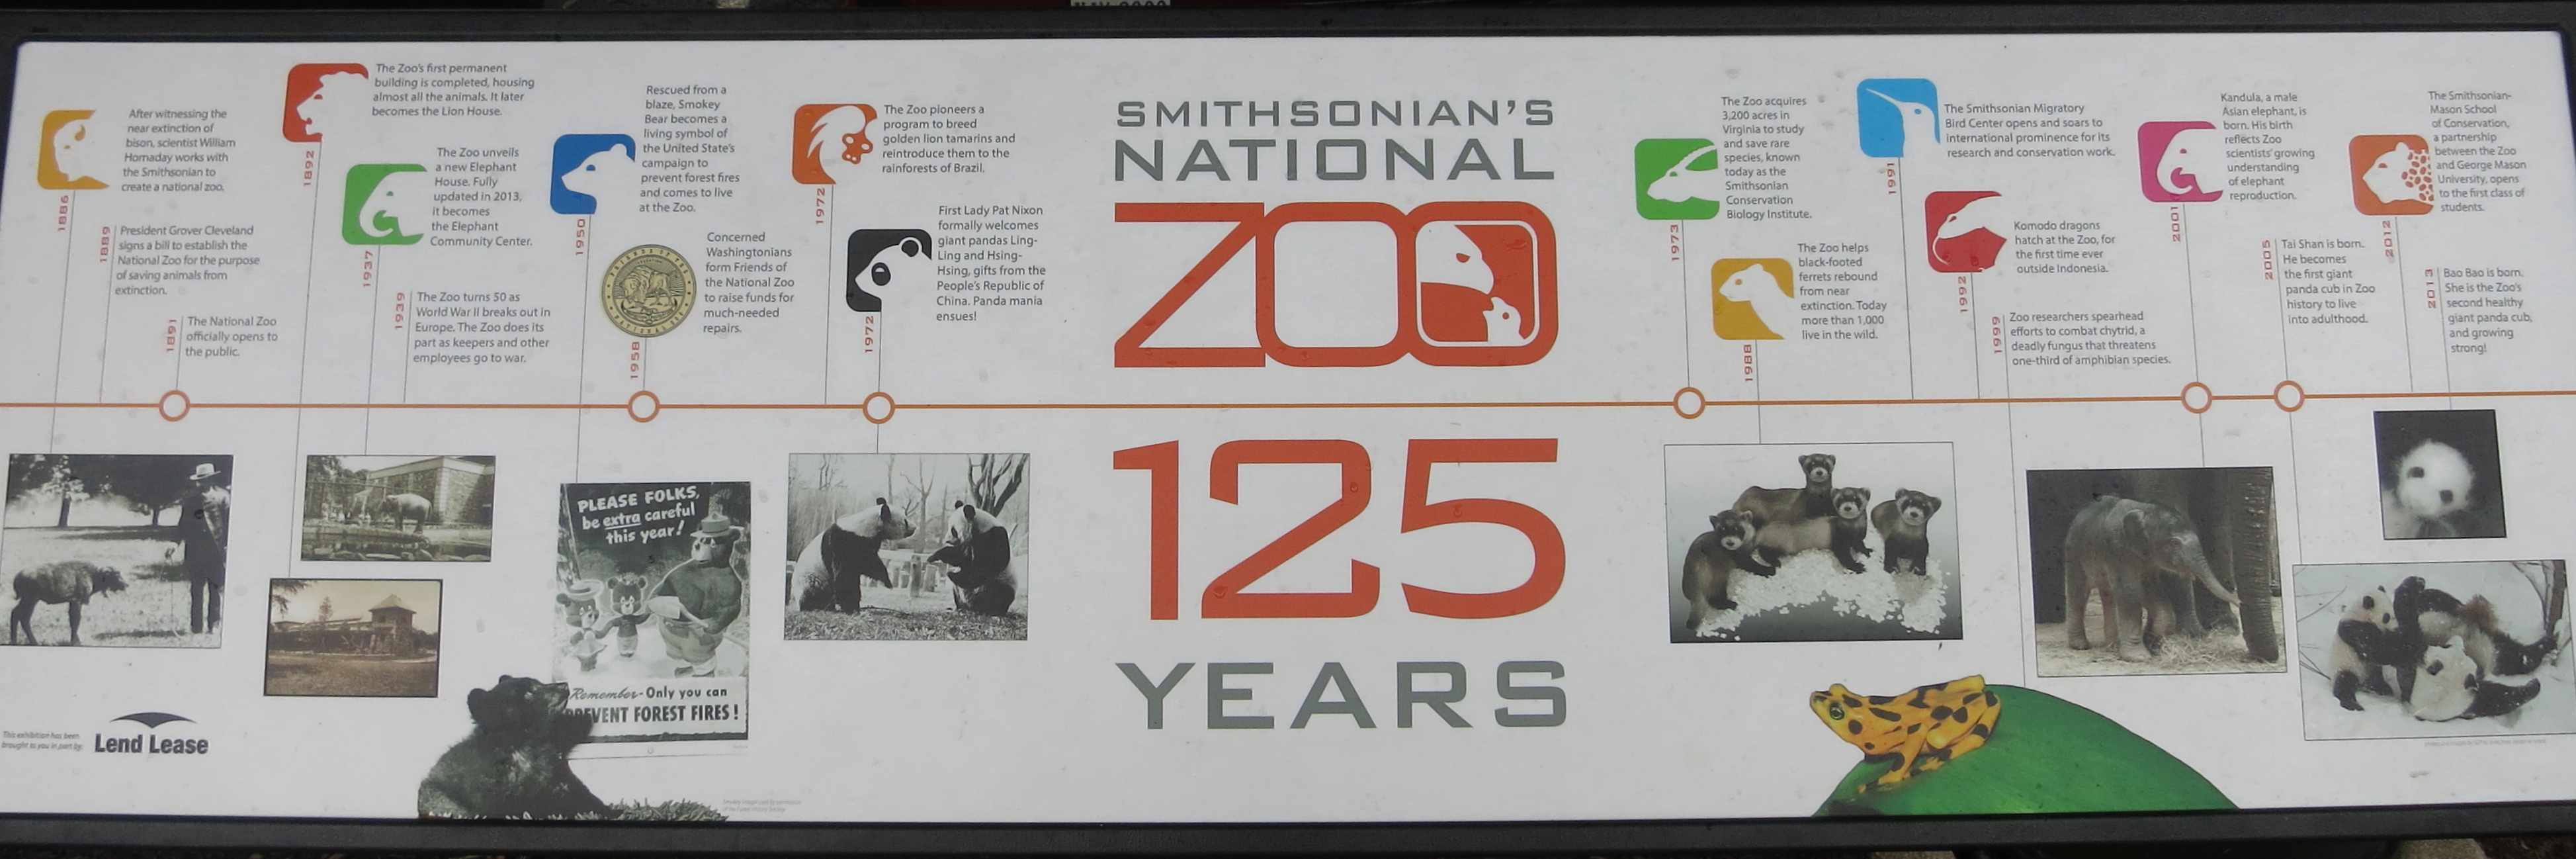 After witnessing the
near extinction of
bison, scientist William
Hornaday works with
the Smithsonian to
create a national zoo.
1886
1889
President Grover Cleveland
signs a bill to establish the
National Zoo for the purpose
of saving animals from
extinction.
1891
The National Zoo
officially opens to
the public.
The Zoo's first permanent
building is completed, housing
almost all the animals. It later
becomes the Lion House.
1892
The Zoo unveils
a new Elephant
House. Fully
updated in 2013,
it becomes
the Elephant
Community Center.
1937
1939
The Zoo turns 50 as
World War II breaks out in
Europe. The Zoo does its
part as keepers and other
employees go to war.
Rescued from a
blaze, Smokey
Bear becomes a
living symbol of
the United State's
campaign to
prevent forest fires
and comes to live
at the Zoo.
1950
Concerned
Washingtonians
form Friends of
the National Zoo
to raise funds for
much-needed
repairs.
1958
The Zoo pioneers a
program to breed
golden lion tamarins and
reintroduce them to the
rainforests of Brazil.
1972
First Lady Pat Nixon
formally welcomes
giant pandas Ling-
Ling and Hsing-
Hsing, gifts from the
People's Republic of
China. Panda mania
ensues!
1972
SMITHSONIAN'S
NATIONAL
ZOO
125
YEARS
The Zoo acquires
3,200 acres in
Virginia to study
and save rare
species, known
today as the
Smithsonian
Conservation
Biology Institute.
1973
The Zoo helps
black-footed
ferrets rebound
from near
extinction. Today
more than 1,000
live in the wild.
1988
The Smithsonian Migratory
Bird Center opens and soars to
international prominence for its
research and conservation work.
1991
Komodo dragons
hatch at the Zoo, for
the first time ever
outside Indonesia.
1992
1999
Zoo researchers spearhead
efforts to combat chytrid, a
deadly fungus that threatens
one-third of amphibian species.
Kandula, a male
Asian elephant, is
born. His birth
reflects Zoo
scientists' growing
understanding
of elephant
reproduction.
2001
2005
Tai Shan is born.
He becomes
the first giant
panda cub in Zoo
history to live
into adulthood.
The Smithsonian-
Mason School
of Conservation,
a partnership
between the Zoo
and George Mason
University, opens
to the first class of
students.
2012
2013
Bao Bao is born.
She is the Zoo's
second healthy
giant panda cub,
and growing
strong!
PLEASE FOLKS,
be extra careful
this year!
Remember-Only you can
PREVENT FOREST FIRES!
This exhibition has been
brought to you in part by:
Lend Lease